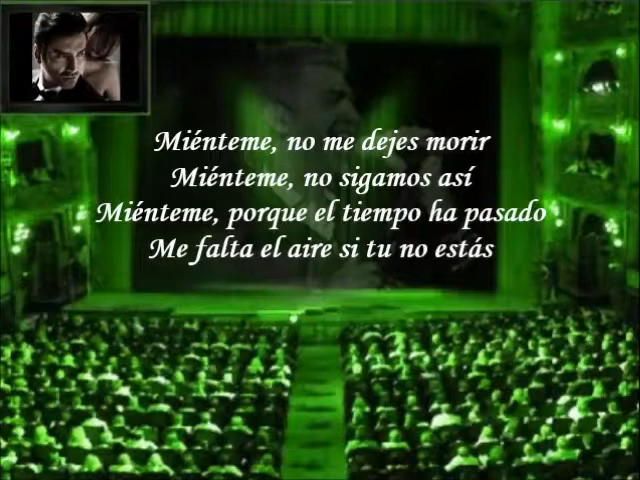 Miénteme, no me dejes morir
Miénteme, no sigamos así
Miénteme, porque el tiempo ha pasado
Me falta el aire si tu no estás